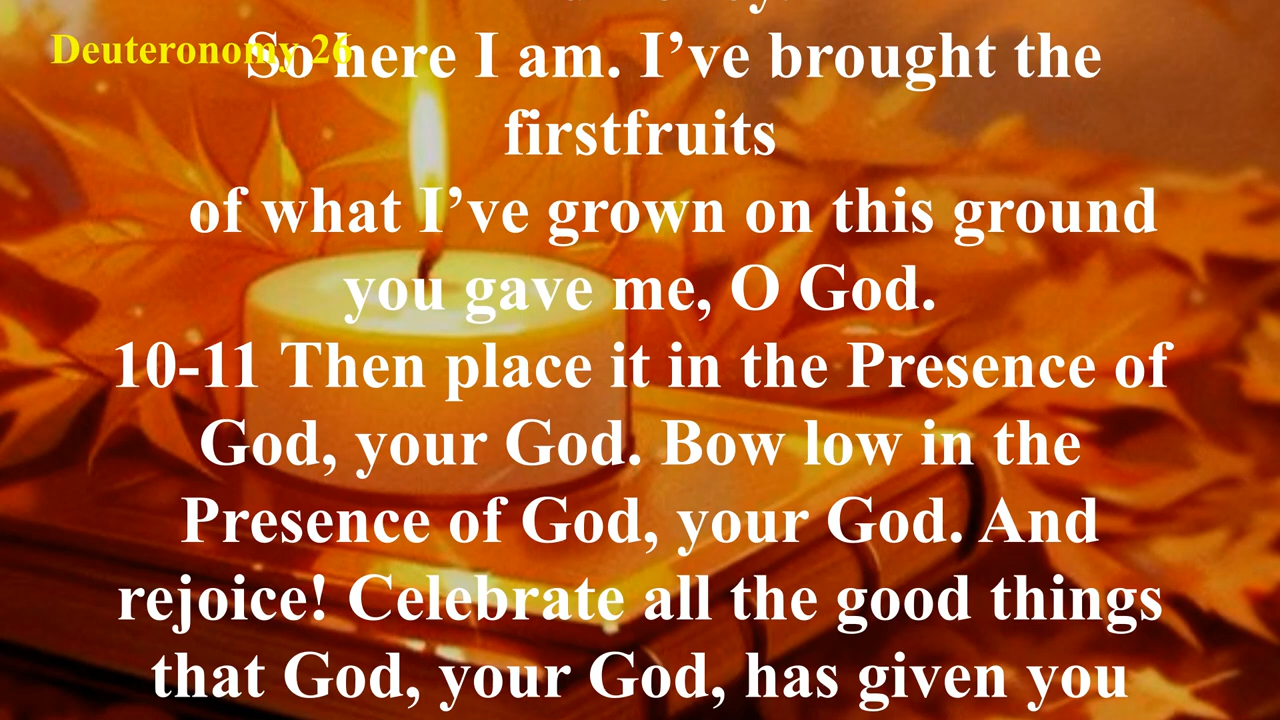 Deuteronomy 26
So here I am. I’ve brought the
firstfruits
of what I’ve grown on this ground
you gave me, O God.
10-11 Then place it in the Presence of
God, your God. Bow low in the
Presence of God, your God. And
rejoice! Celebrate all the good things
that God, your God, has given you